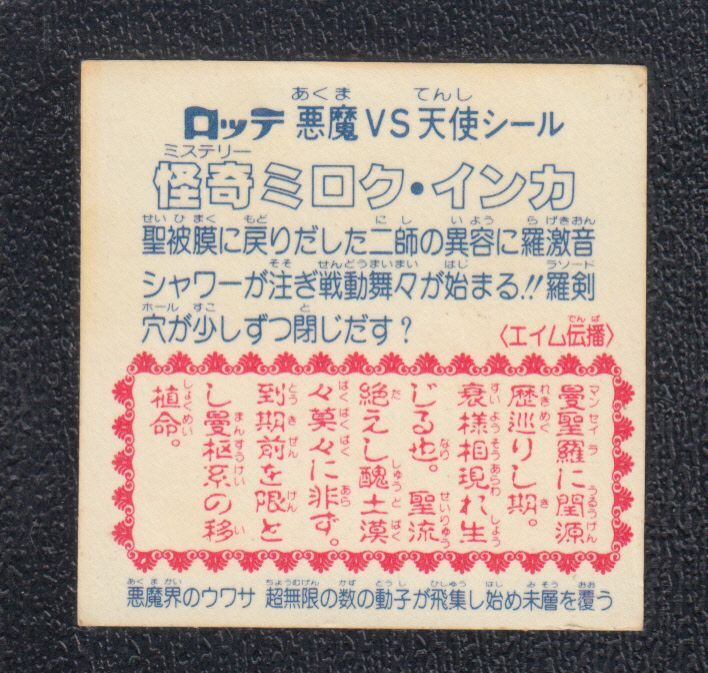 ロッテ 悪魔VS天使シール
怪奇ミロク・インカ
聖被膜に戻りだした二師の異容に羅激音
シャワーが注ぎ戦動舞々が始まる!!羅剣
穴が少しずつ閉じだす?
〈エイム伝播〉
曼聖羅に閏源
歴巡りし期。
衰様相現れ生
じる也。聖流
絶えし醜土漠
々莫々に非ず。
到期前を限と
し曼枢系の移
植命。
悪魔界のウワサ 超無限の数の動子が飛集し始め未層を覆う